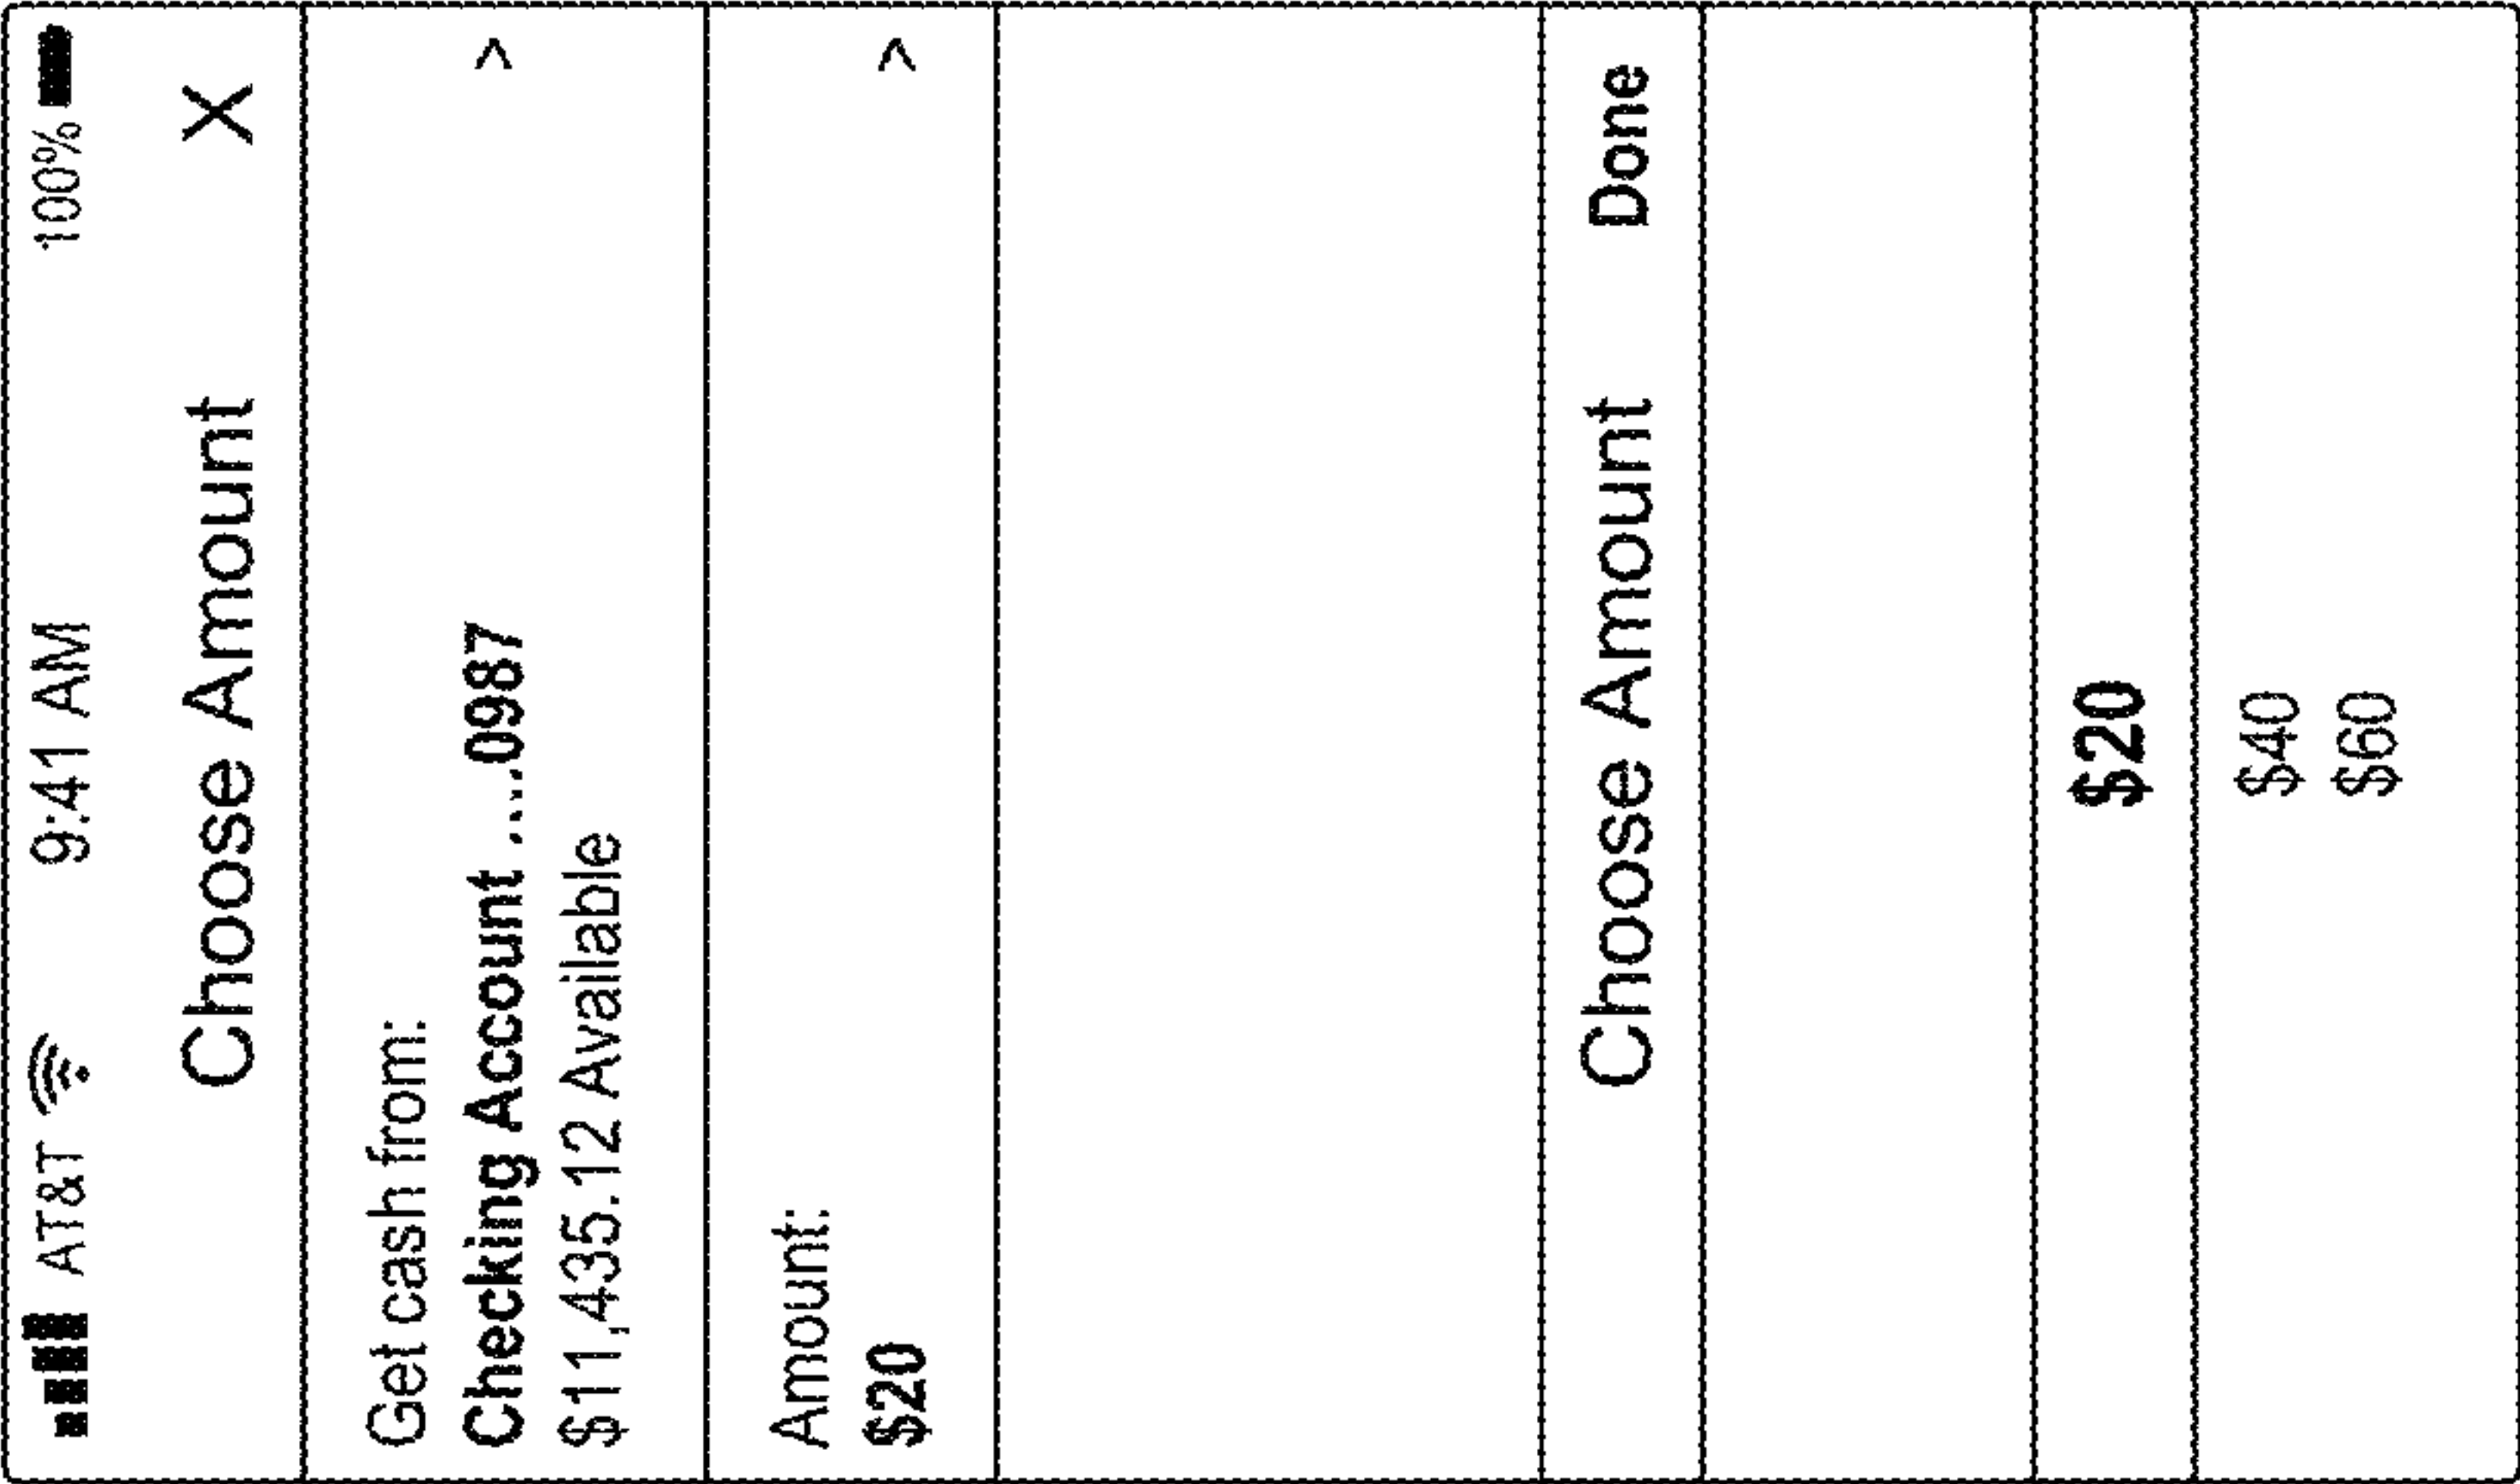 AT&T 9:41 AM 100%
Choose Amount X
Get cash from:
Checking Account ....0987 >
$11,435.12 Available
Amount:
$20 >
Choose Amount Done
$20
$40
$60